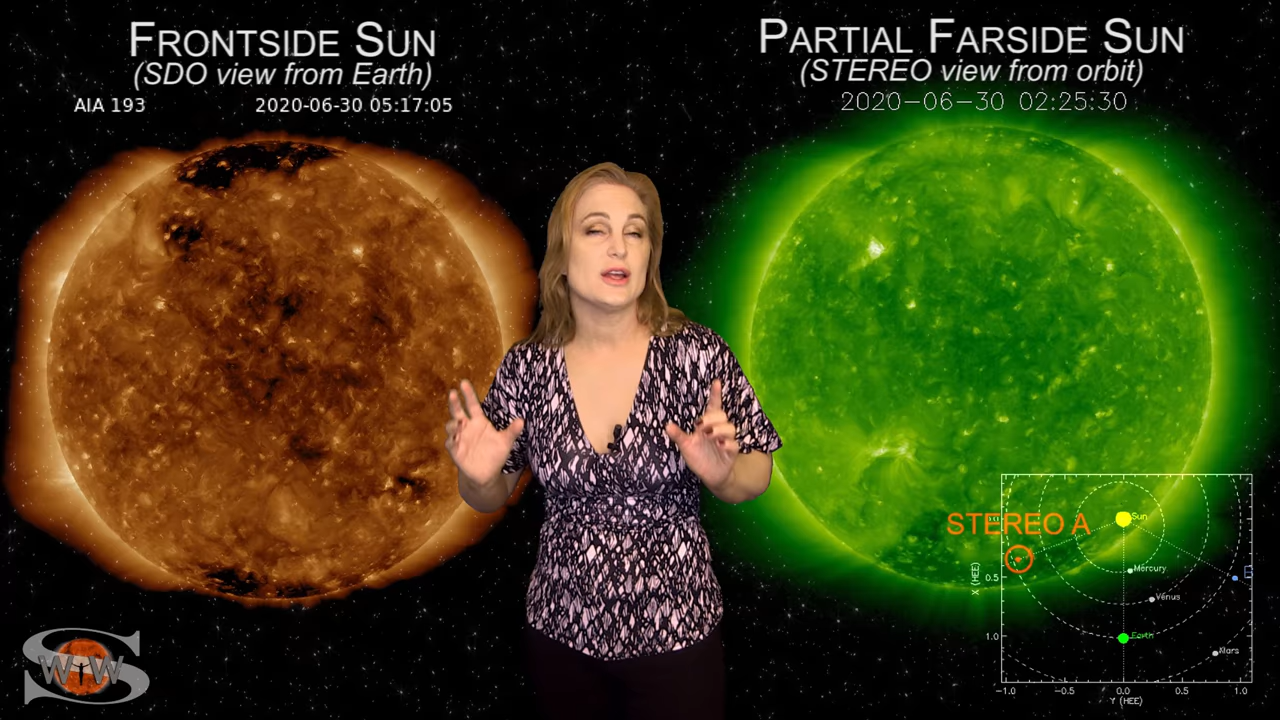 FRONTSIDE SUN
(SDO view from Earth)
AIA 193 2020-06-30 05:17:05
PARTIAL FARSIDE SUN
(STEREO view from orbit)
2020-06-30 02:25:30
STEREO A
Sun
Mercury
Venus
Earth
Mars
X (HEE)
0.5
1.0
-1.0 -0.5 0.0 0.5 1.0
Y (HEE)
S
WTW